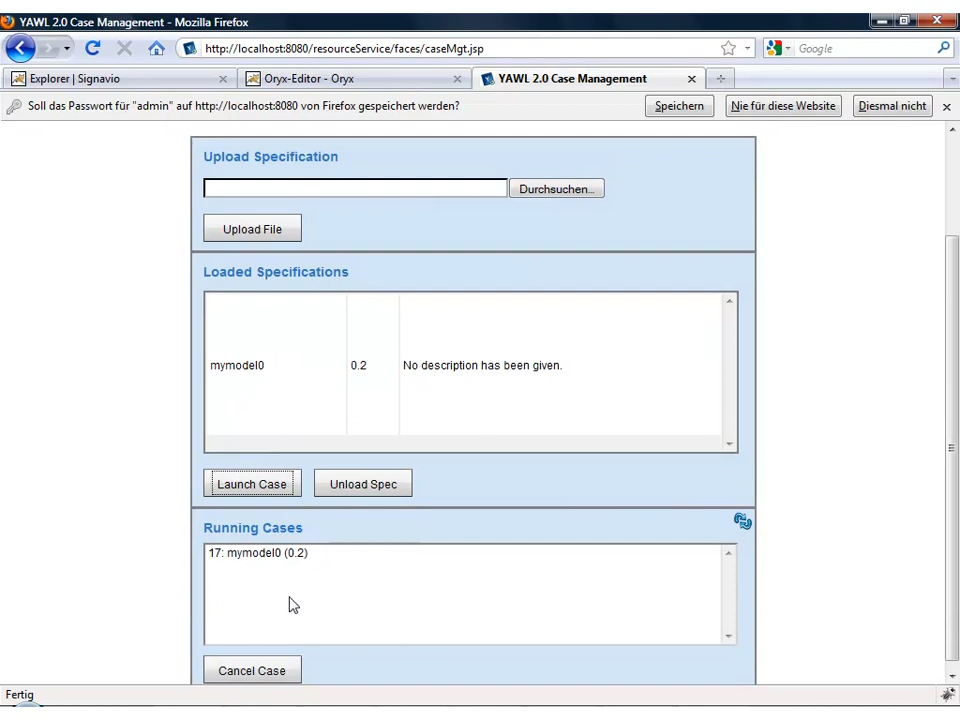 YAWL 2.0 Case Management - Mozilla Firefox
http://localhost:8080/resourceService/faces/caseMgt.jsp
Google
Explorer | Signavio
Oryx-Editor - Oryx
YAWL 2.0 Case Management
Soll das Passwort für "admin" auf http://localhost:8080 von Firefox gespeichert werden?
Speichern
Nie für diese Website
Diesmal nicht
Upload Specification
Durchsuchen...
Upload File
Loaded Specifications
mymodel0 0.2 No description has been given.
Launch Case
Unload Spec
Running Cases
17: mymodel0 (0.2)
Cancel Case
Fertig